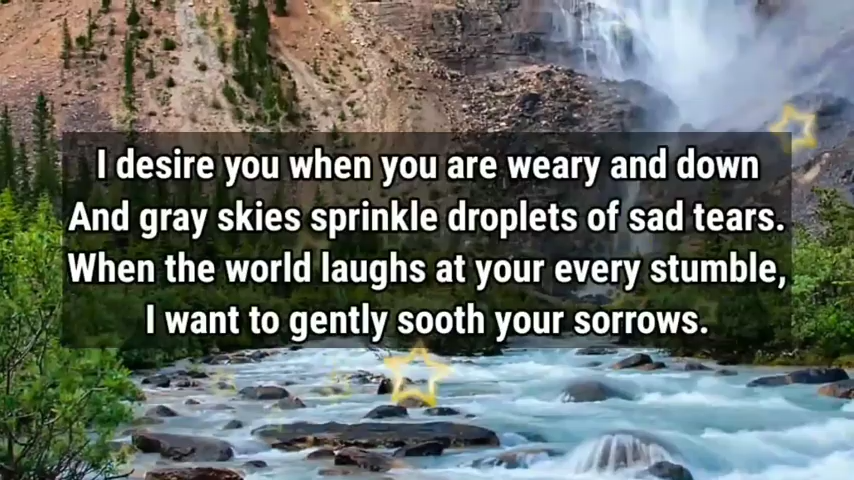 I desire you when you are weary and down
And gray skies sprinkle droplets of sad tears.
When the world laughs at your every stumble,
I want to gently sooth your sorrows.